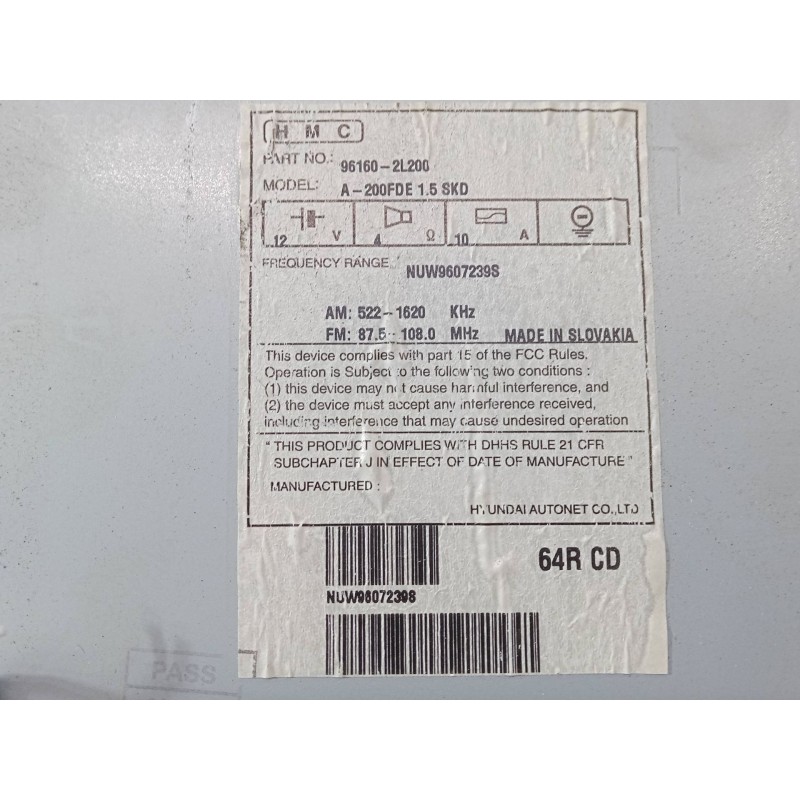 HMC
PART NO.: 96160-2L200
MODEL: A-200FDE 1.5 SKD
12 V 4 Ω 10 A
FREQUENCY RANGE NUW9607239S
AM: 522--1620 KHz
FM: 87.5--108.0 MHz MADE IN SLOVAKIA
This device complies with part 15 of the FCC Rules.
Operation is Subject to the following two conditions :
(1) this device may not cause harmful interference, and
(2) the device must accept any interference received,
including interference that may cause undesired operation
" THIS PRODUCT COMPLIES WITH DHHS RULE 21 CFR
SUBCHAPTER J IN EFFECT OF DATE OF MANUFACTURE "
MANUFACTURED :
HYUNDAI AUTONET CO.,LTD
64R CD
NUW9607239S
PASS